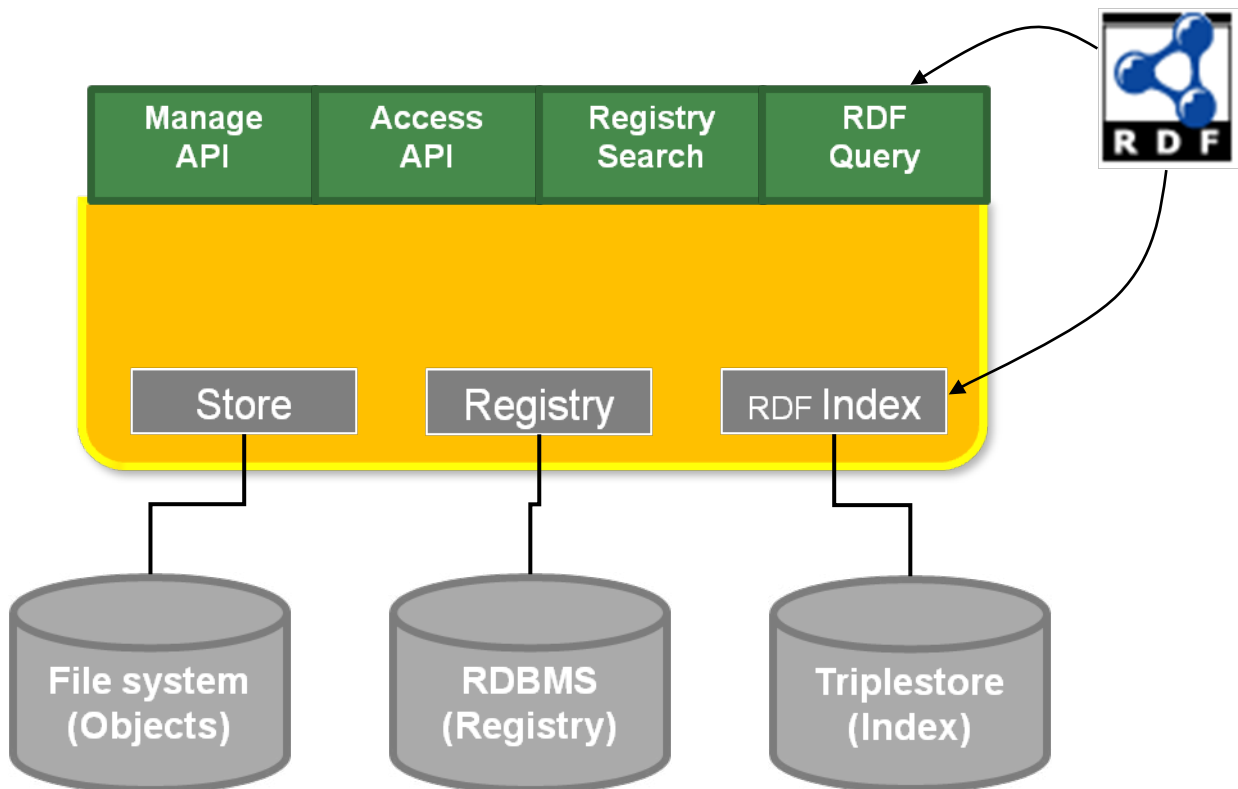 Manage
API
Access
API
Registry
Search
RDF
Query
RDF
Store
Registry
RDF Index
File system
(Objects)
RDBMS
(Registry)
Triplestore
(Index)